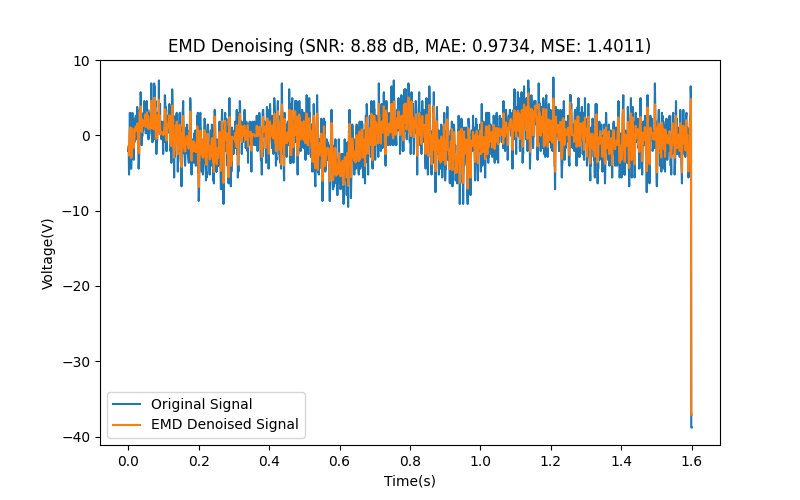 EMD Denoising (SNR: 8.88 dB, MAE: 0.9734, MSE: 1.4011)
10
0
−10
−20
−30
−40
Voltage(V)
Original Signal
EMD Denoised Signal
0.0 0.2 0.4 0.6 0.8 1.0 1.2 1.4 1.6
Time(s)